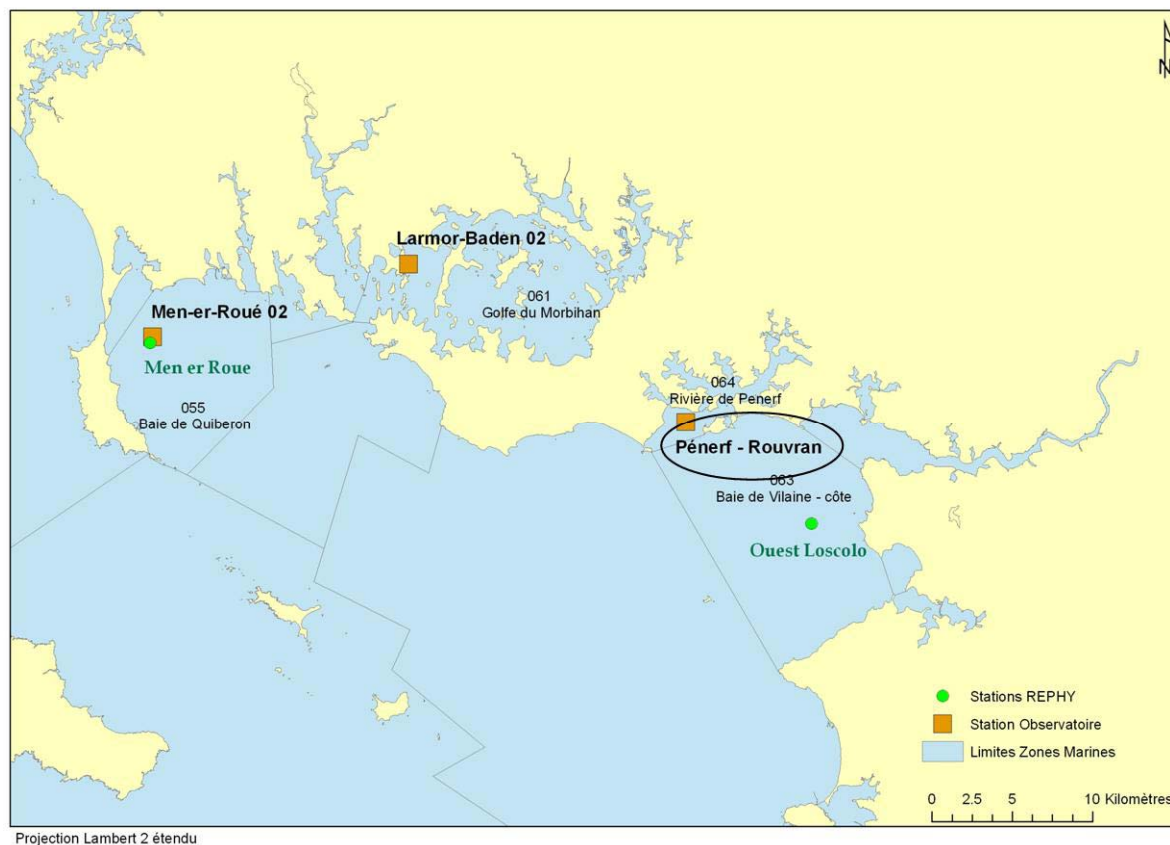 N
Larmor-Baden 02
061
Golfe du Morbihan
Men-er-Roué 02
Men er Roue
055
Baie de Quiberon
064
Rivière de Penerf
Pénerf - Rouvran
063
Baie de Vilaine - côte
Ouest Loscolo
Stations REPHY
Station Observatoire
Limites Zones Marines
0 2.5 5 10 Kilomètres
Projection Lambert 2 étendu